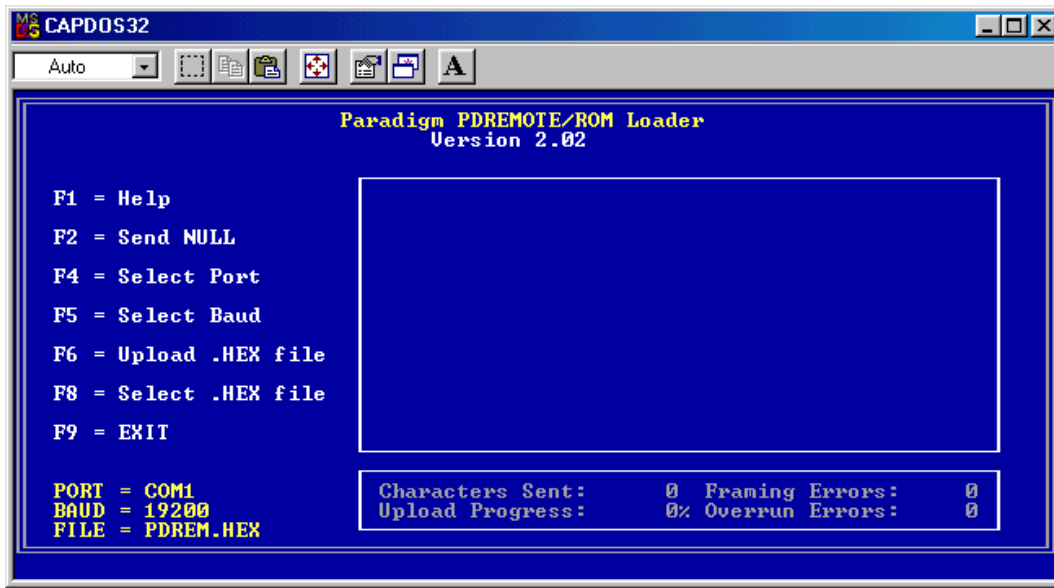 CAPDOS32
Auto
A
Paradigm PDREMOTE/ROM Loader
Version 2.02
F1 = Help
F2 = Send NULL
F4 = Select Port
F5 = Select Baud
F6 = Upload .HEX file
F8 = Select .HEX file
F9 = EXIT
PORT = COM1
BAUD = 19200
FILE = PDREM.HEX
Characters Sent: 0 Framing Errors: 0
Upload Progress: 0% Overrun Errors: 0